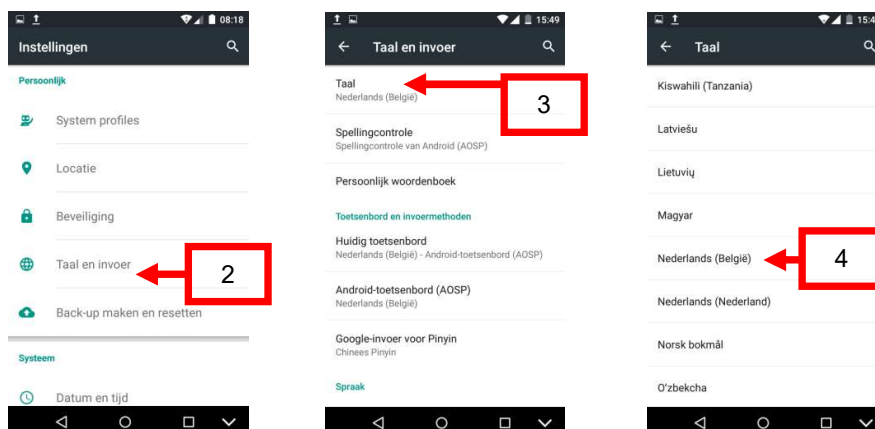 08:18
Instellingen
Persoonlijk
System profiles
Locatie
Beveiliging
Taal en invoer
2
Back-up maken en resetten
Systeem
Datum en tijd
15:49
Taal en invoer
Taal
Nederlands (België)
3
Spellingcontrole
Spellingcontrole van Android (AOSP)
Persoonlijk woordenboek
Toetsenbord en invoermethoden
Huidig toetsenbord
Nederlands (België) - Android-toetsenbord (AOSP)
Android-toetsenbord (AOSP)
Nederlands (België)
Google-invoer voor Pinyin
Chinees Pinyin
Spraak
Taal
Kiswahili (Tanzania)
Latviešu
Lietuvių
Magyar
Nederlands (België)
4
Nederlands (Nederland)
Norsk bokmål
O'zbekcha